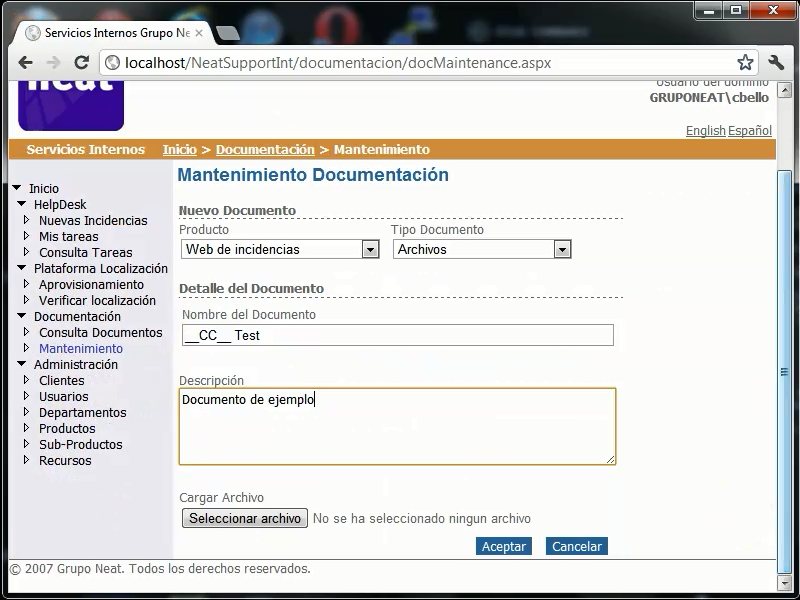 Servicios Internos Grupo Ne
localhost/NeatSupportInt/documentacion/docMaintenance.aspx
neat
Usuario del dominio
GRUPONEAT\cbello
English Español
Servicios Internos Inicio > Documentación > Mantenimiento
Inicio
HelpDesk
Nuevas Incidencias
Mis tareas
Consulta Tareas
Plataforma Localización
Aprovisionamiento
Verificar localización
Documentación
Consulta Documentos
Mantenimiento
Administración
Clientes
Usuarios
Departamentos
Productos
Sub-Productos
Recursos
Mantenimiento Documentación
Nuevo Documento
Producto Tipo Documento
Web de incidencias Archivos
Detalle del Documento
Nombre del Documento
__CC__ Test
Descripción
Documento de ejemplo
Cargar Archivo
Seleccionar archivo No se ha seleccionado ningun archivo
Aceptar Cancelar
© 2007 Grupo Neat. Todos los derechos reservados.